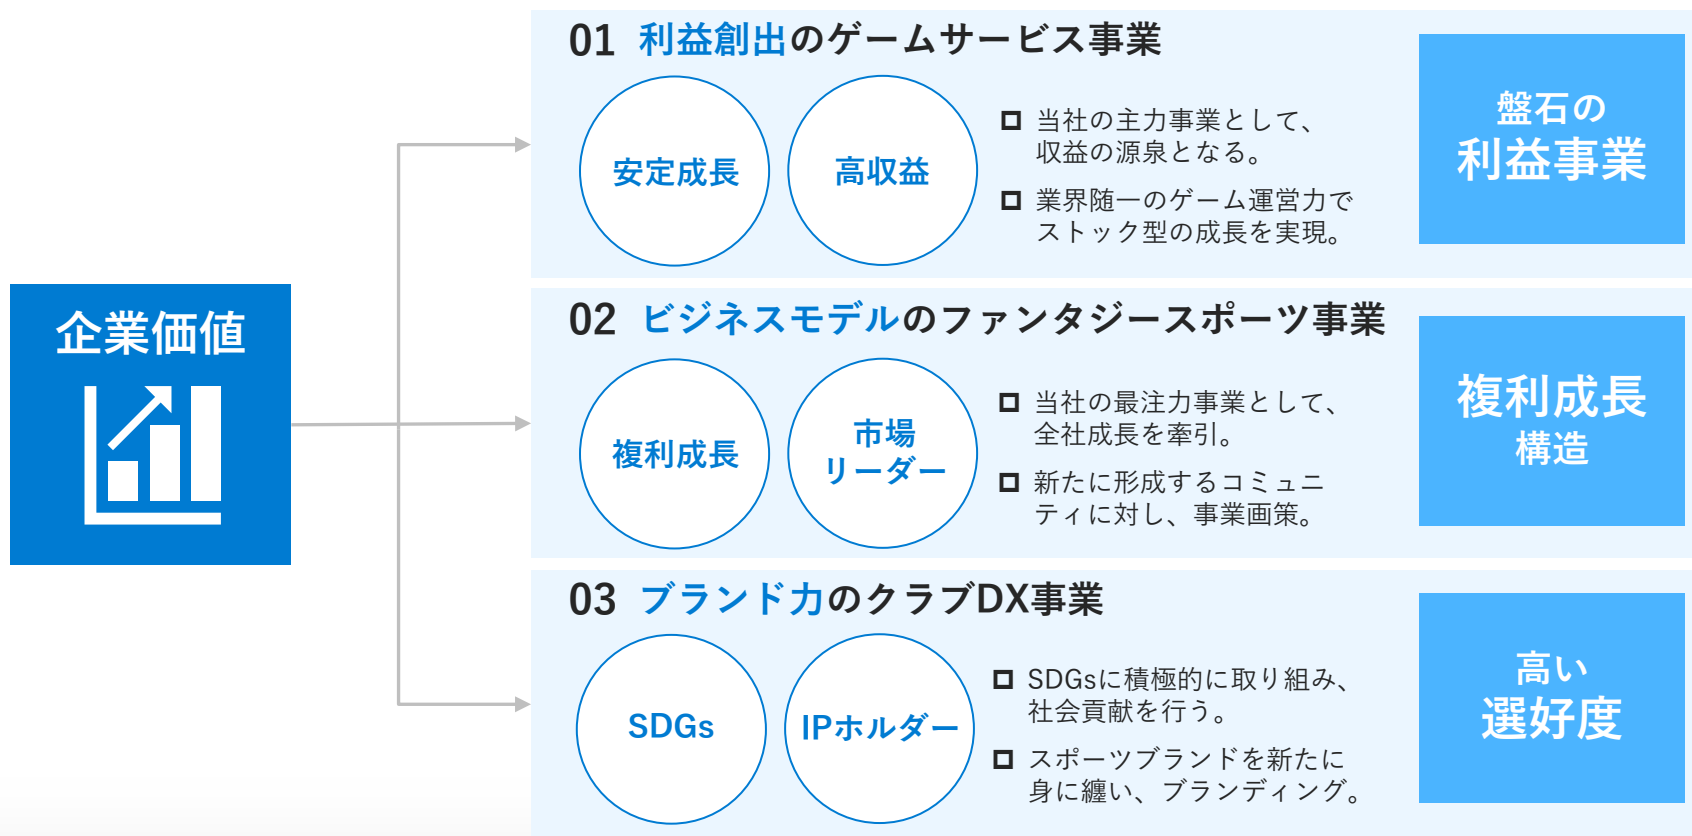 企業価値
01 利益創出のゲームサービス事業
安定成長
高収益
当社の主力事業として、
収益の源泉となる。
業界随一のゲーム運営力で
ストック型の成長を実現。
盤石の
利益事業
02 ビジネスモデルのファンタジースポーツ事業
複利成長
市場
リーダー
当社の最注力事業として、
全社成長を牽引。
新たに形成するコミュニ
ティに対し、事業画策。
複利成長
構造
03 ブランド力のクラブDX事業
SDGs
IPホルダー
SDGsに積極的に取り組み、
社会貢献を行う。
スポーツブランドを新たに
身に纏い、ブランディング。
高い
選好度